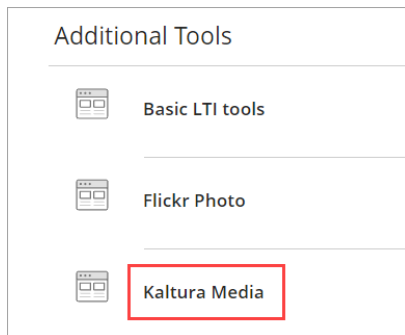 Additional Tools
Basic LTI tools
Flickr Photo
Kaltura Media